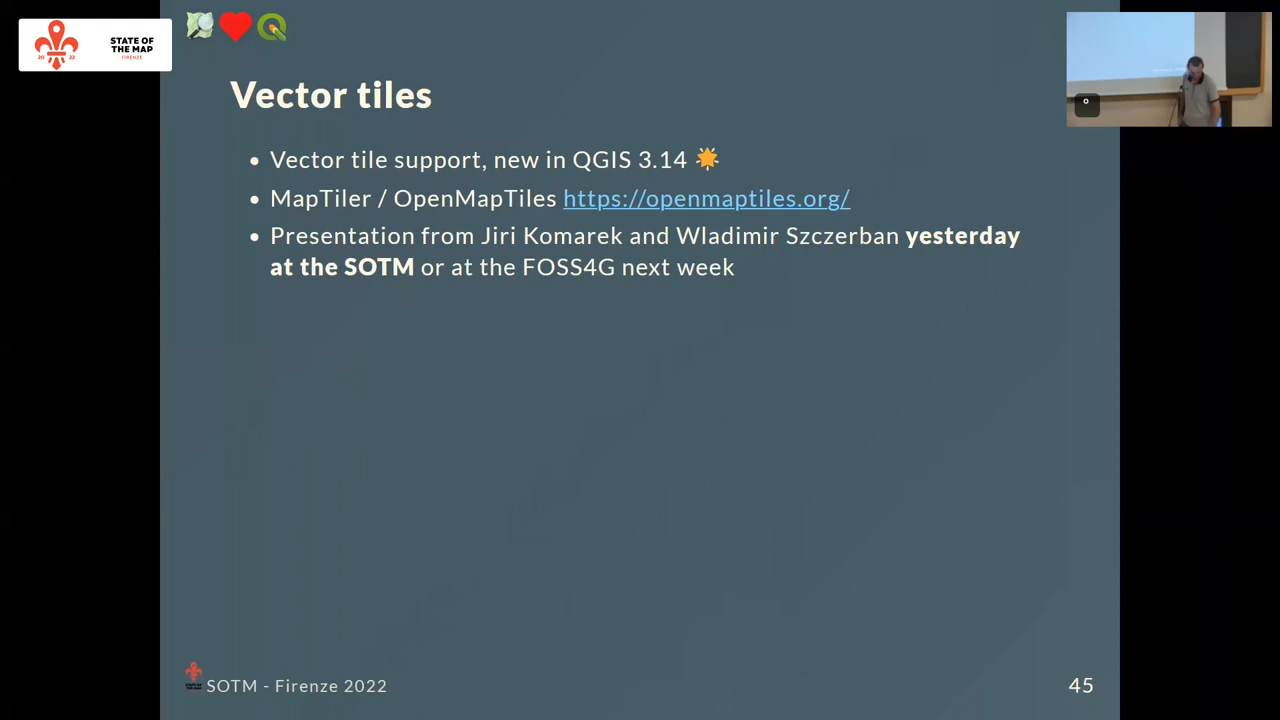 STATE OF
THE MAP
20 22
FIRENZE
Vector tiles
• Vector tile support, new in QGIS 3.14 🌟
• MapTiler / OpenMapTiles https://openmaptiles.org/
• Presentation from Jiri Komarek and Wladimir Szczerban yesterday
at the SOTM or at the FOSS4G next week
SOTM - Firenze 2022
45